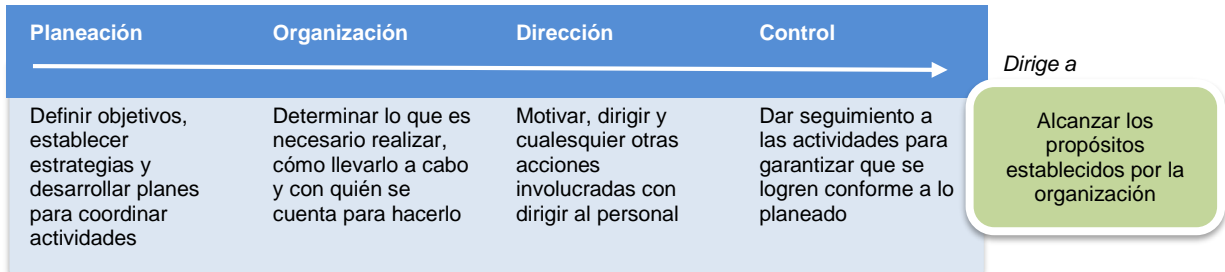 Planeación
Organización
Dirección
Control
Dirige a
Definir objetivos,
establecer
estrategias y
desarrollar planes
para coordinar
actividades
Determinar lo que es
necesario realizar,
cómo llevarlo a cabo
y con quién se
cuenta para hacerlo
Motivar, dirigir y
cualesquier otras
acciones
involucradas con
dirigir al personal
Dar seguimiento a
las actividades para
garantizar que se
logren conforme a lo
planeado
Alcanzar los
propósitos
establecidos por la
organización